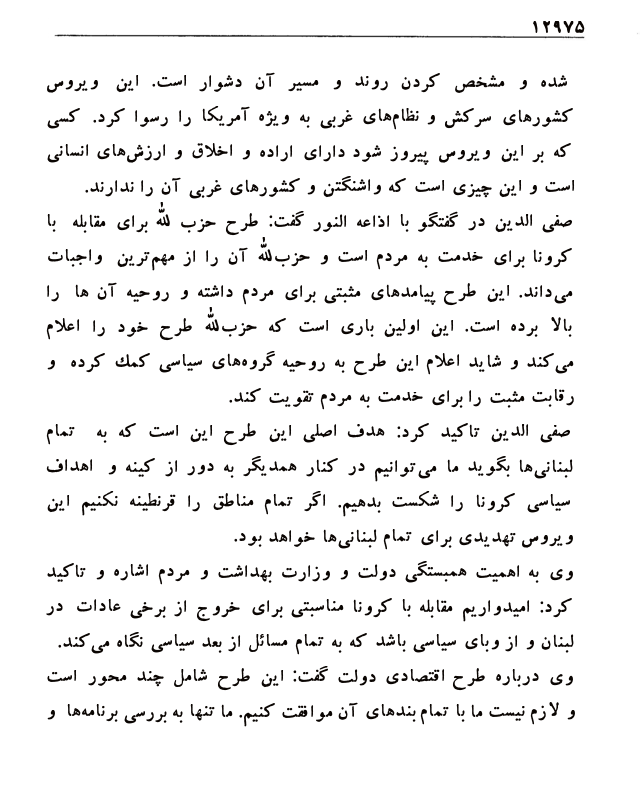 ۱۲۹۷۵
شده و مشخص کردن روند و مسیر آن دشوار است. این ویروس
کشورهای سرکش و نظام‌های غربی به ویژه آمریکا را رسوا کرد. کسی
که بر این ویروس پیروز شود دارای اراده و اخلاق و ارزش‌های انسانی
است و این چیزی است که واشنگتن و کشورهای غربی آن را ندارند.
صفی الدین در گفتگو با اذاعه النور گفت: طرح حزب الله برای مقابله با
کرونا برای خدمت به مردم است و حزب‌الله آن را از مهم‌ترین واجبات
می‌داند. این طرح پیامدهای مثبتی برای مردم داشته و روحیه آن ها را
بالا برده است. این اولین باری است که حزب‌الله طرح خود را اعلام
می‌کند و شاید اعلام این طرح به روحیه گروه‌های سیاسی کمك کرده و
رقابت مثبت را برای خدمت به مردم تقویت کند.
صفی الدین تاکید کرد: هدف اصلی این طرح این است که به تمام
لبنانی‌ها بگوید ما می‌توانیم در کنار همدیگر به دور از کینه و اهداف
سیاسی کرونا را شکست بدهیم. اگر تمام مناطق را قرنطینه نکنیم این
ویروس تهدیدی برای تمام لبنانی‌ها خواهد بود.
وی به اهمیت همبستگی دولت و وزارت بهداشت و مردم اشاره و تاکید
کرد: امیدواریم مقابله با کرونا مناسبتی برای خروج از برخی عادات در
لبنان و از وبای سیاسی باشد که به تمام مسائل از بعد سیاسی نگاه می‌کند.
وی درباره طرح اقتصادی دولت گفت: این طرح شامل چند محور است
و لازم نیست ما با تمام بندهای آن موافقت کنیم. ما تنها به بررسی برنامه‌ها و